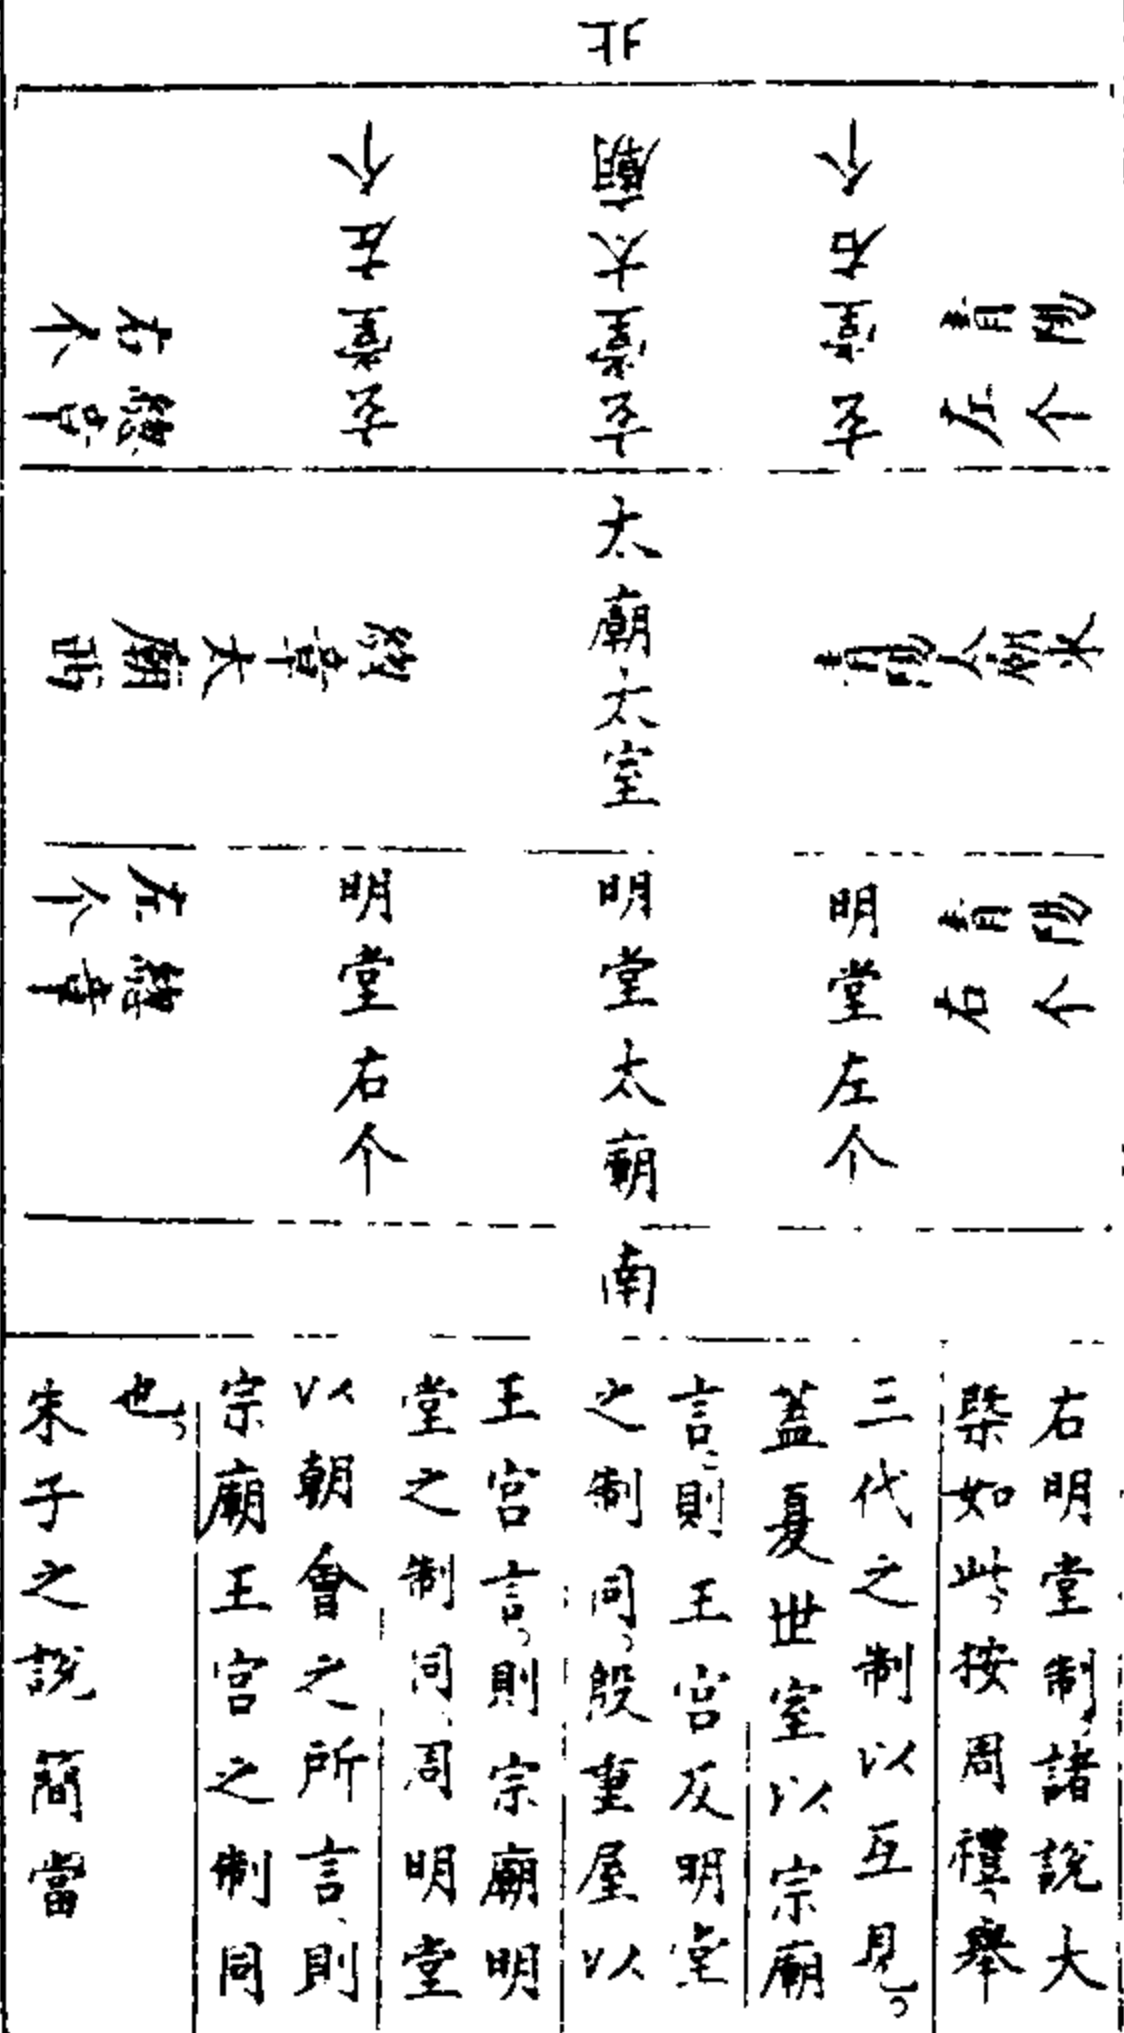 北
玄堂右个
玄堂太廟
玄堂左个
青陽左个
青陽太廟東
青陽右个
太廟太室
總章右个
總章太廟西
總章左个
明堂左个
明堂太廟
明堂右个
南
右明堂制諸說大
槩如此按周禮舉
三代之制以互見
蓋夏世室以宗廟
言則王宮及明堂
之制同殷重屋以
王宮言則宗廟明
堂之制同周明堂
以朝會之所言則
宗廟王宮之制同
也
朱子之說簡當